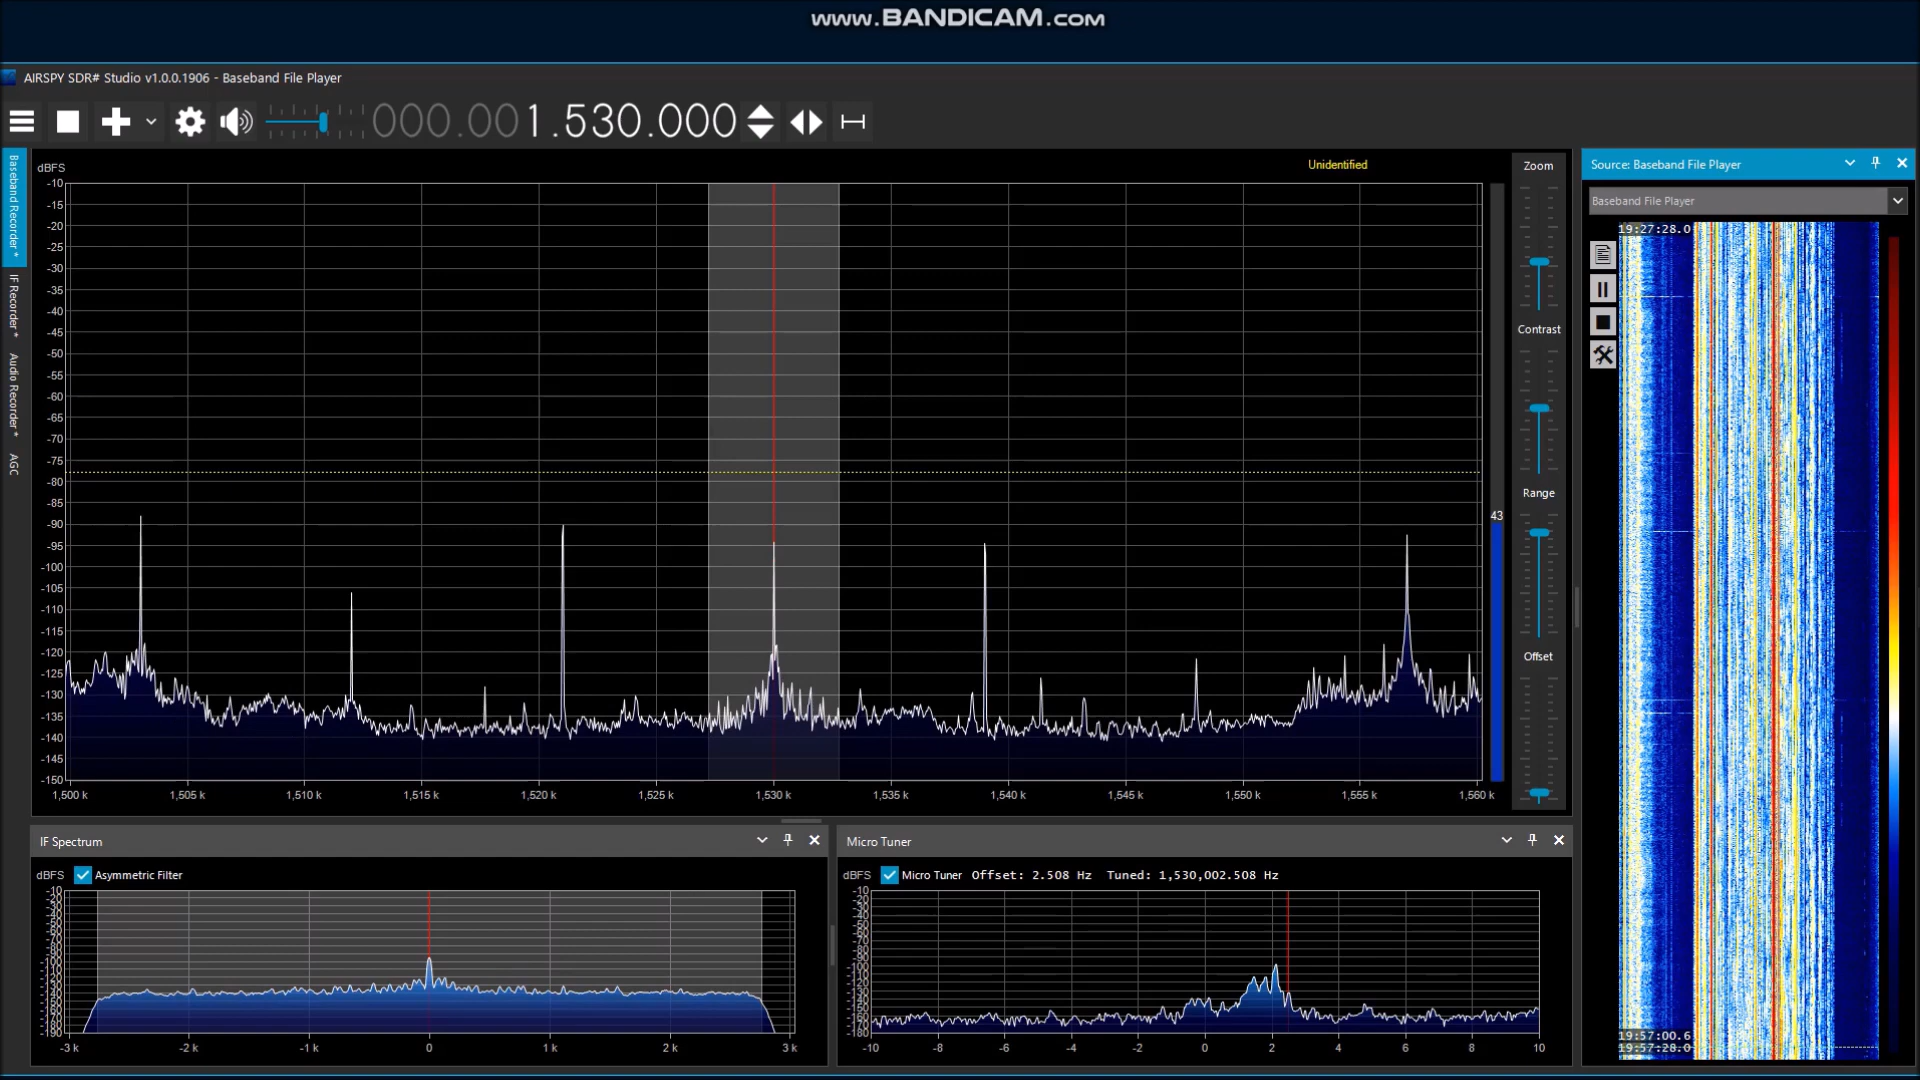 www.BANDICAM.com
AIRSPY SDR# Studio v1.0.0.1906 - Baseband File Player
000.001.530.000
Baseband Recorder *
IF Recorder *
Audio Recorder *
AGC
dBFS
Unidentified
-10
-15
-20
-25
-30
-35
-40
-45
-50
-55
-60
-65
-70
-75
-80
-85
-90
-95
-100
-105
-110
-115
-120
-125
-130
-135
-140
-145
-150
1,500 k 1,505 k 1,510 k 1,515 k 1,520 k 1,525 k 1,530 k 1,535 k 1,540 k 1,545 k 1,550 k 1,555 k 1,560 k
43
Zoom
Contrast
Range
Offset
Source: Baseband File Player
Baseband File Player
19:27:28.0
19:57:00.6
19:57:28.0
IF Spectrum
dBFS Asymmetric Filter
-3 k -2 k -1 k 0 1 k 2 k 3 k
Micro Tuner
dBFS Micro Tuner Offset: 2.508 Hz Tuned: 1,530,002.508 Hz
-10 -8 -6 -4 -2 0 2 4 6 8 10